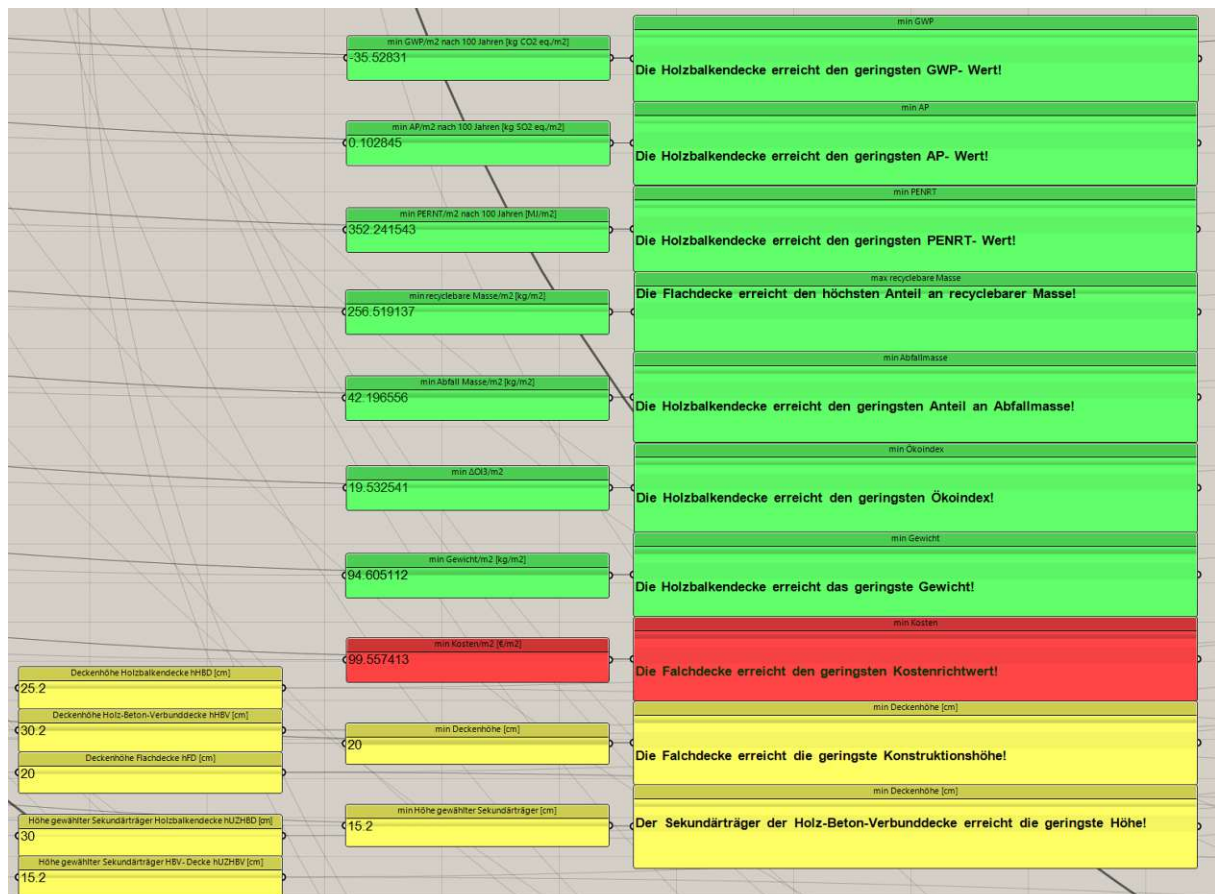 min GWP/m2 nach 100 Jahren [kg CO2 eq./m2]
-35.52831
min GWP
Die Holzbalkendecke erreicht den geringsten GWP- Wert!
min AP/m2 nach 100 Jahren [kg SO2 eq./m2]
0.102845
min AP
Die Holzbalkendecke erreicht den geringsten AP- Wert!
min PERNT/m2 nach 100 Jahren [MJ/m2]
352.241543
min PENRT
Die Holzbalkendecke erreicht den geringsten PENRT- Wert!
min recyclebare Masse/m2 [kg/m2]
256.519137
max recyclebare Masse
Die Flachdecke erreicht den höchsten Anteil an recyclebarer Masse!
min Abfall Masse/m2 [kg/m2]
42.196556
min Abfallmasse
Die Holzbalkendecke erreicht den geringsten Anteil an Abfallmasse!
min ΔOI3/m2
19.532541
min Ökoindex
Die Holzbalkendecke erreicht den geringsten Ökoindex!
min Gewicht/m2 [kg/m2]
94.605112
min Gewicht
Die Holzbalkendecke erreicht das geringste Gewicht!
min Kosten/m2 [€/m2]
99.557413
min Kosten
Die Falchdecke erreicht den geringsten Kostenrichtwert!
Deckenhöhe Holzbalkendecke hHBD [cm]
25.2
Deckenhöhe Holz-Beton-Verbunddecke hHBV [cm]
30.2
Deckenhöhe Flachdecke hFD [cm]
20
min Deckenhöhe [cm]
20
min Deckenhöhe [cm]
Die Falchdecke erreicht die geringste Konstruktionshöhe!
Höhe gewählter Sekundärträger Holzbalkendecke hUZHBD [cm]
30
Höhe gewählter Sekundärträger HBV- Decke hUZHBV [cm]
15.2
min Höhe gewählter Sekundärträger [cm]
15.2
min Deckenhöhe [cm]
Der Sekundärträger der Holz-Beton-Verbunddecke erreicht die geringste Höhe!